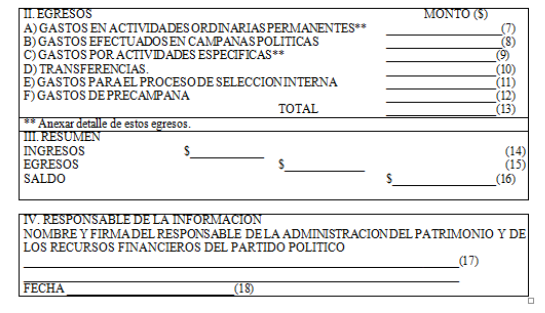 II. EGRESOS MONTO ($)
A) GASTOS EN ACTIVIDADES ORDINARIAS PERMANENTES** (7)
B) GASTOS EFECTUADOS EN CAMPAÑAS POLITICAS (8)
C) GASTOS POR ACTIVIDADES ESPECIFICAS** (9)
D) TRANSFERENCIAS. (10)
E) GASTOS PARA EL PROCESO DE SELECCION INTERNA (11)
F) GASTOS DE PRECAMPAÑA (12)
TOTAL (13)
** Anexar detalle de estos egresos.
III. RESUMEN
INGRESOS $ (14)
EGRESOS $ (15)
SALDO $ (16)
IV. RESPONSABLE DE LA INFORMACION
NOMBRE Y FIRMA DEL RESPONSABLE DE LA ADMINISTRACION DEL PATRIMONIO Y DE
LOS RECURSOS FINANCIEROS DEL PARTIDO POLITICO
(17)
FECHA (18)